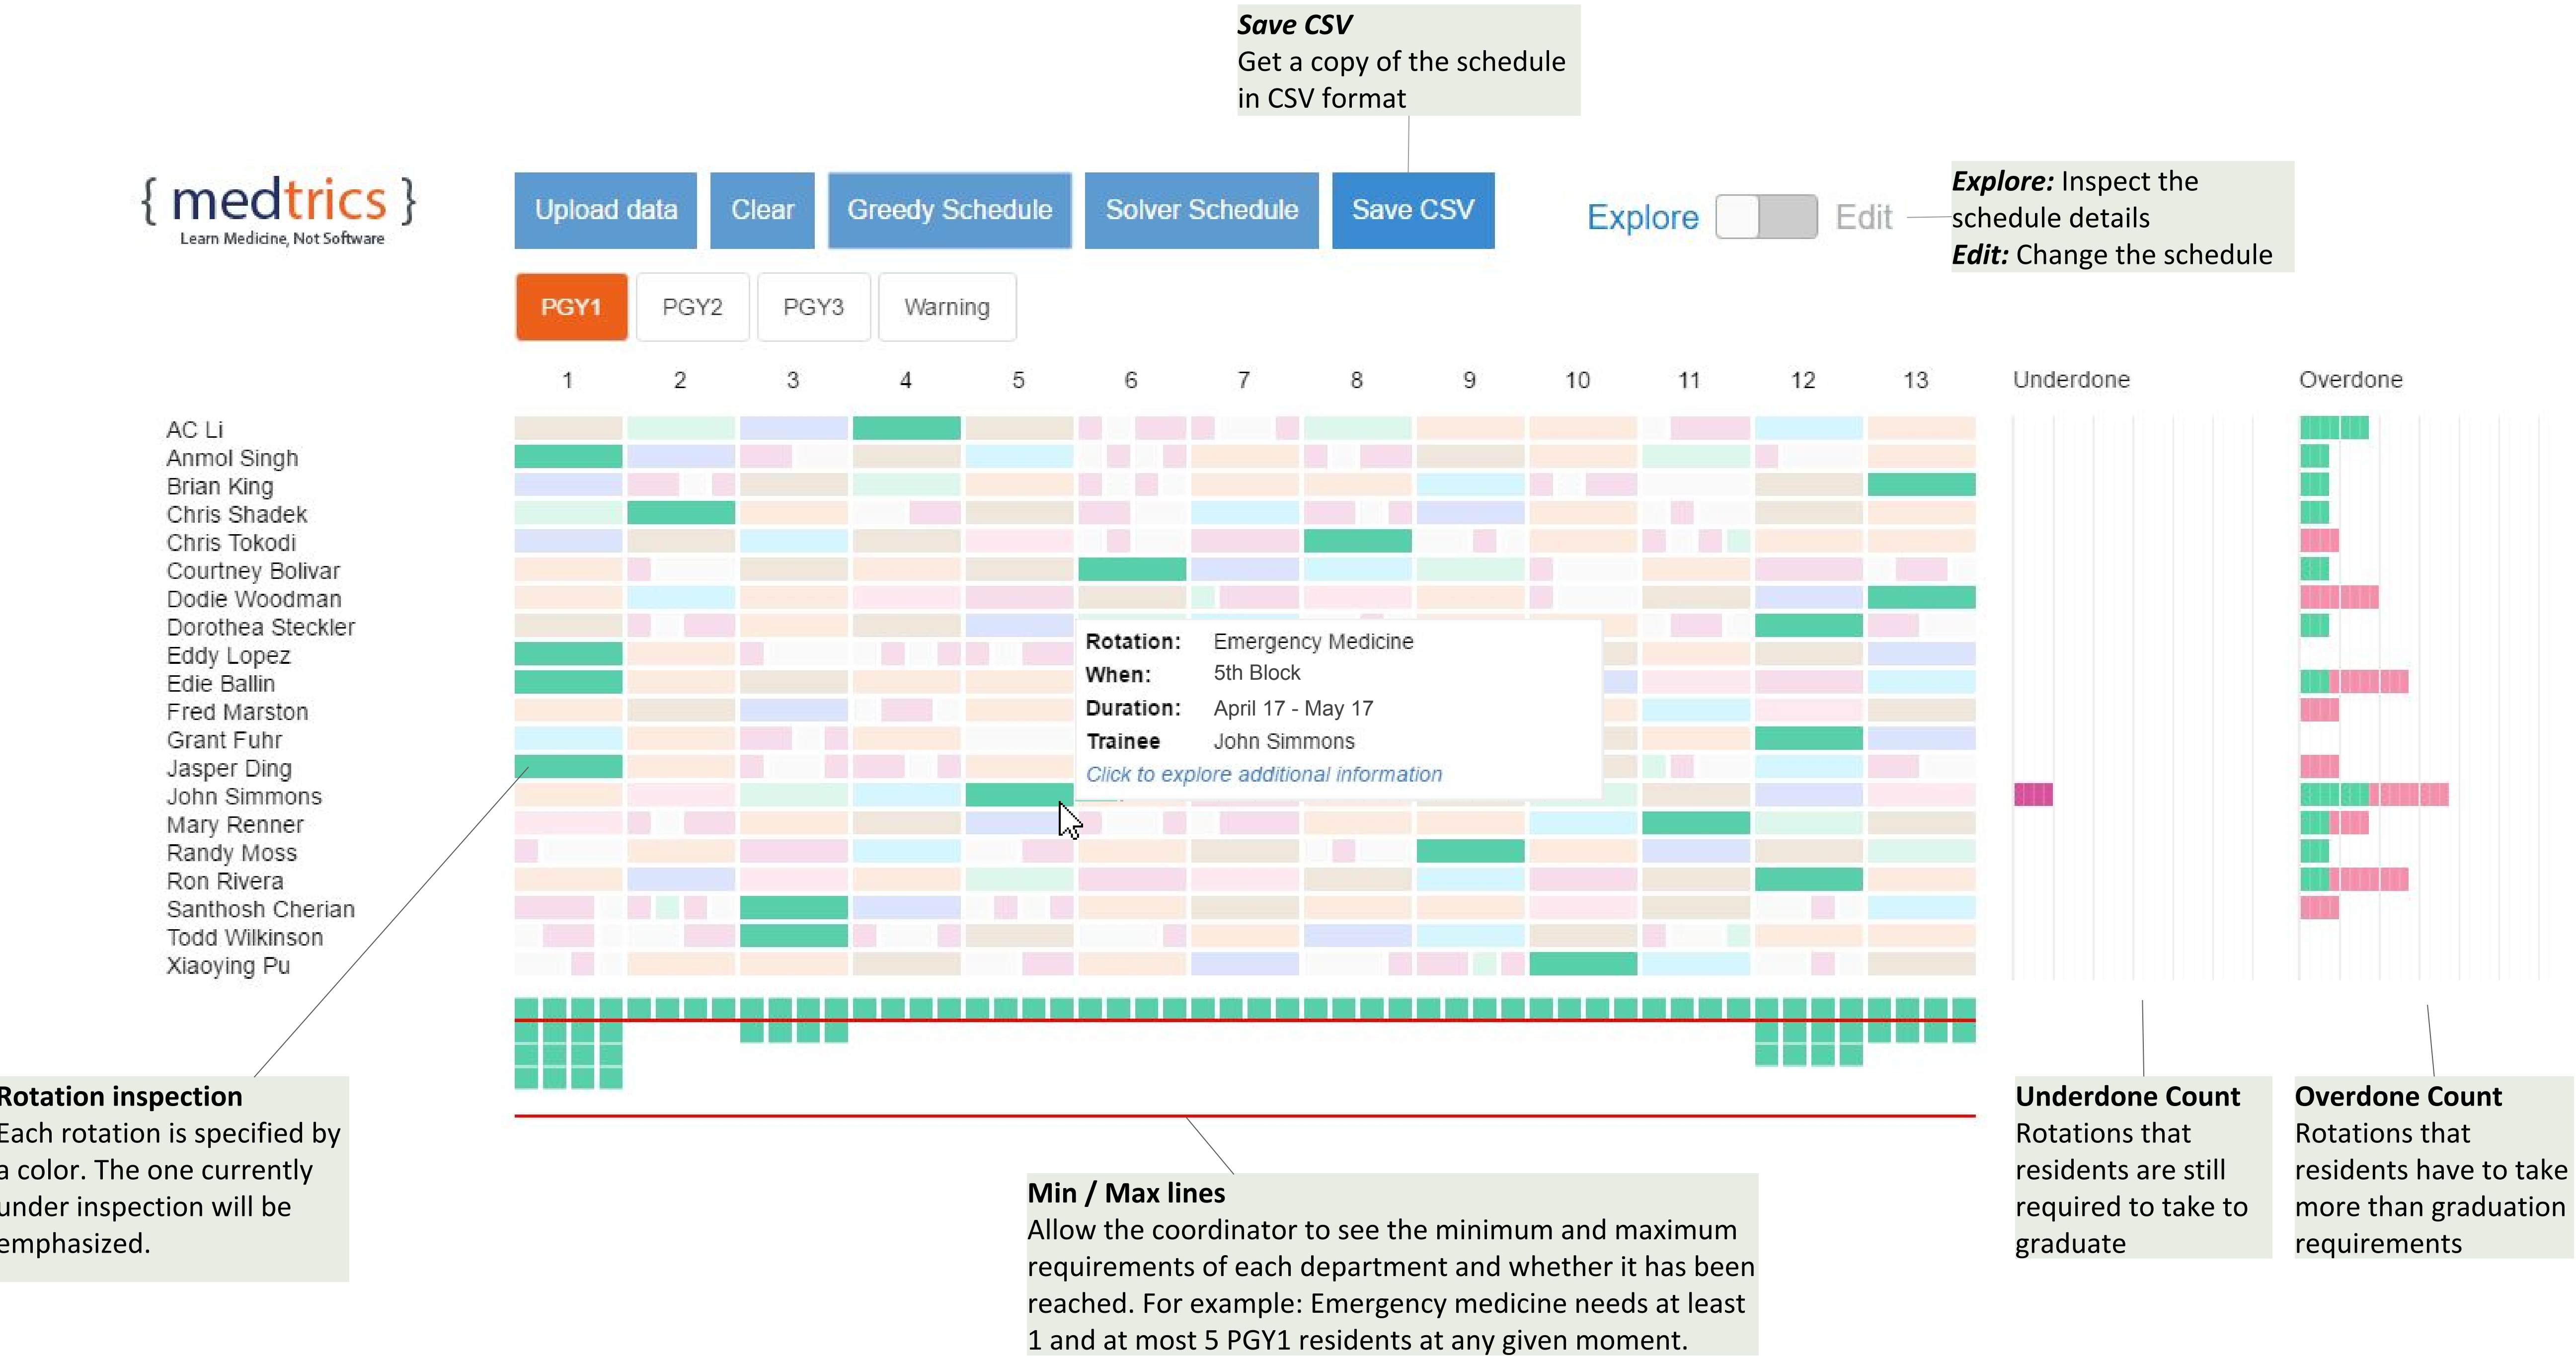 Save CSV
Get a copy of the schedule
in CSV format
{ medtrics }
Learn Medicine, Not Software
Upload data
Clear
Greedy Schedule
Solver Schedule
Save CSV
Explore
Edit
Explore: Inspect the
schedule details
Edit: Change the schedule
PGY1
PGY2
PGY3
Warning
1 2 3 4 5 6 7 8 9 10 11 12 13
Underdone
Overdone
AC Li
Anmol Singh
Brian King
Chris Shadek
Chris Tokodi
Courtney Bolivar
Dodie Woodman
Dorothea Steckler
Eddy Lopez
Edie Ballin
Fred Marston
Grant Fuhr
Jasper Ding
John Simmons
Mary Renner
Randy Moss
Ron Rivera
Santhosh Cherian
Todd Wilkinson
Xiaoying Pu
Rotation: Emergency Medicine
When: 5th Block
Duration: April 17 - May 17
Trainee John Simmons
Click to explore additional information
Rotation inspection
Each rotation is specified by
a color. The one currently
under inspection will be
emphasized.
Min / Max lines
Allow the coordinator to see the minimum and maximum
requirements of each department and whether it has been
reached. For example: Emergency medicine needs at least
1 and at most 5 PGY1 residents at any given moment.
Underdone Count
Rotations that
residents are still
required to take to
graduate
Overdone Count
Rotations that
residents have to take
more than graduation
requirements